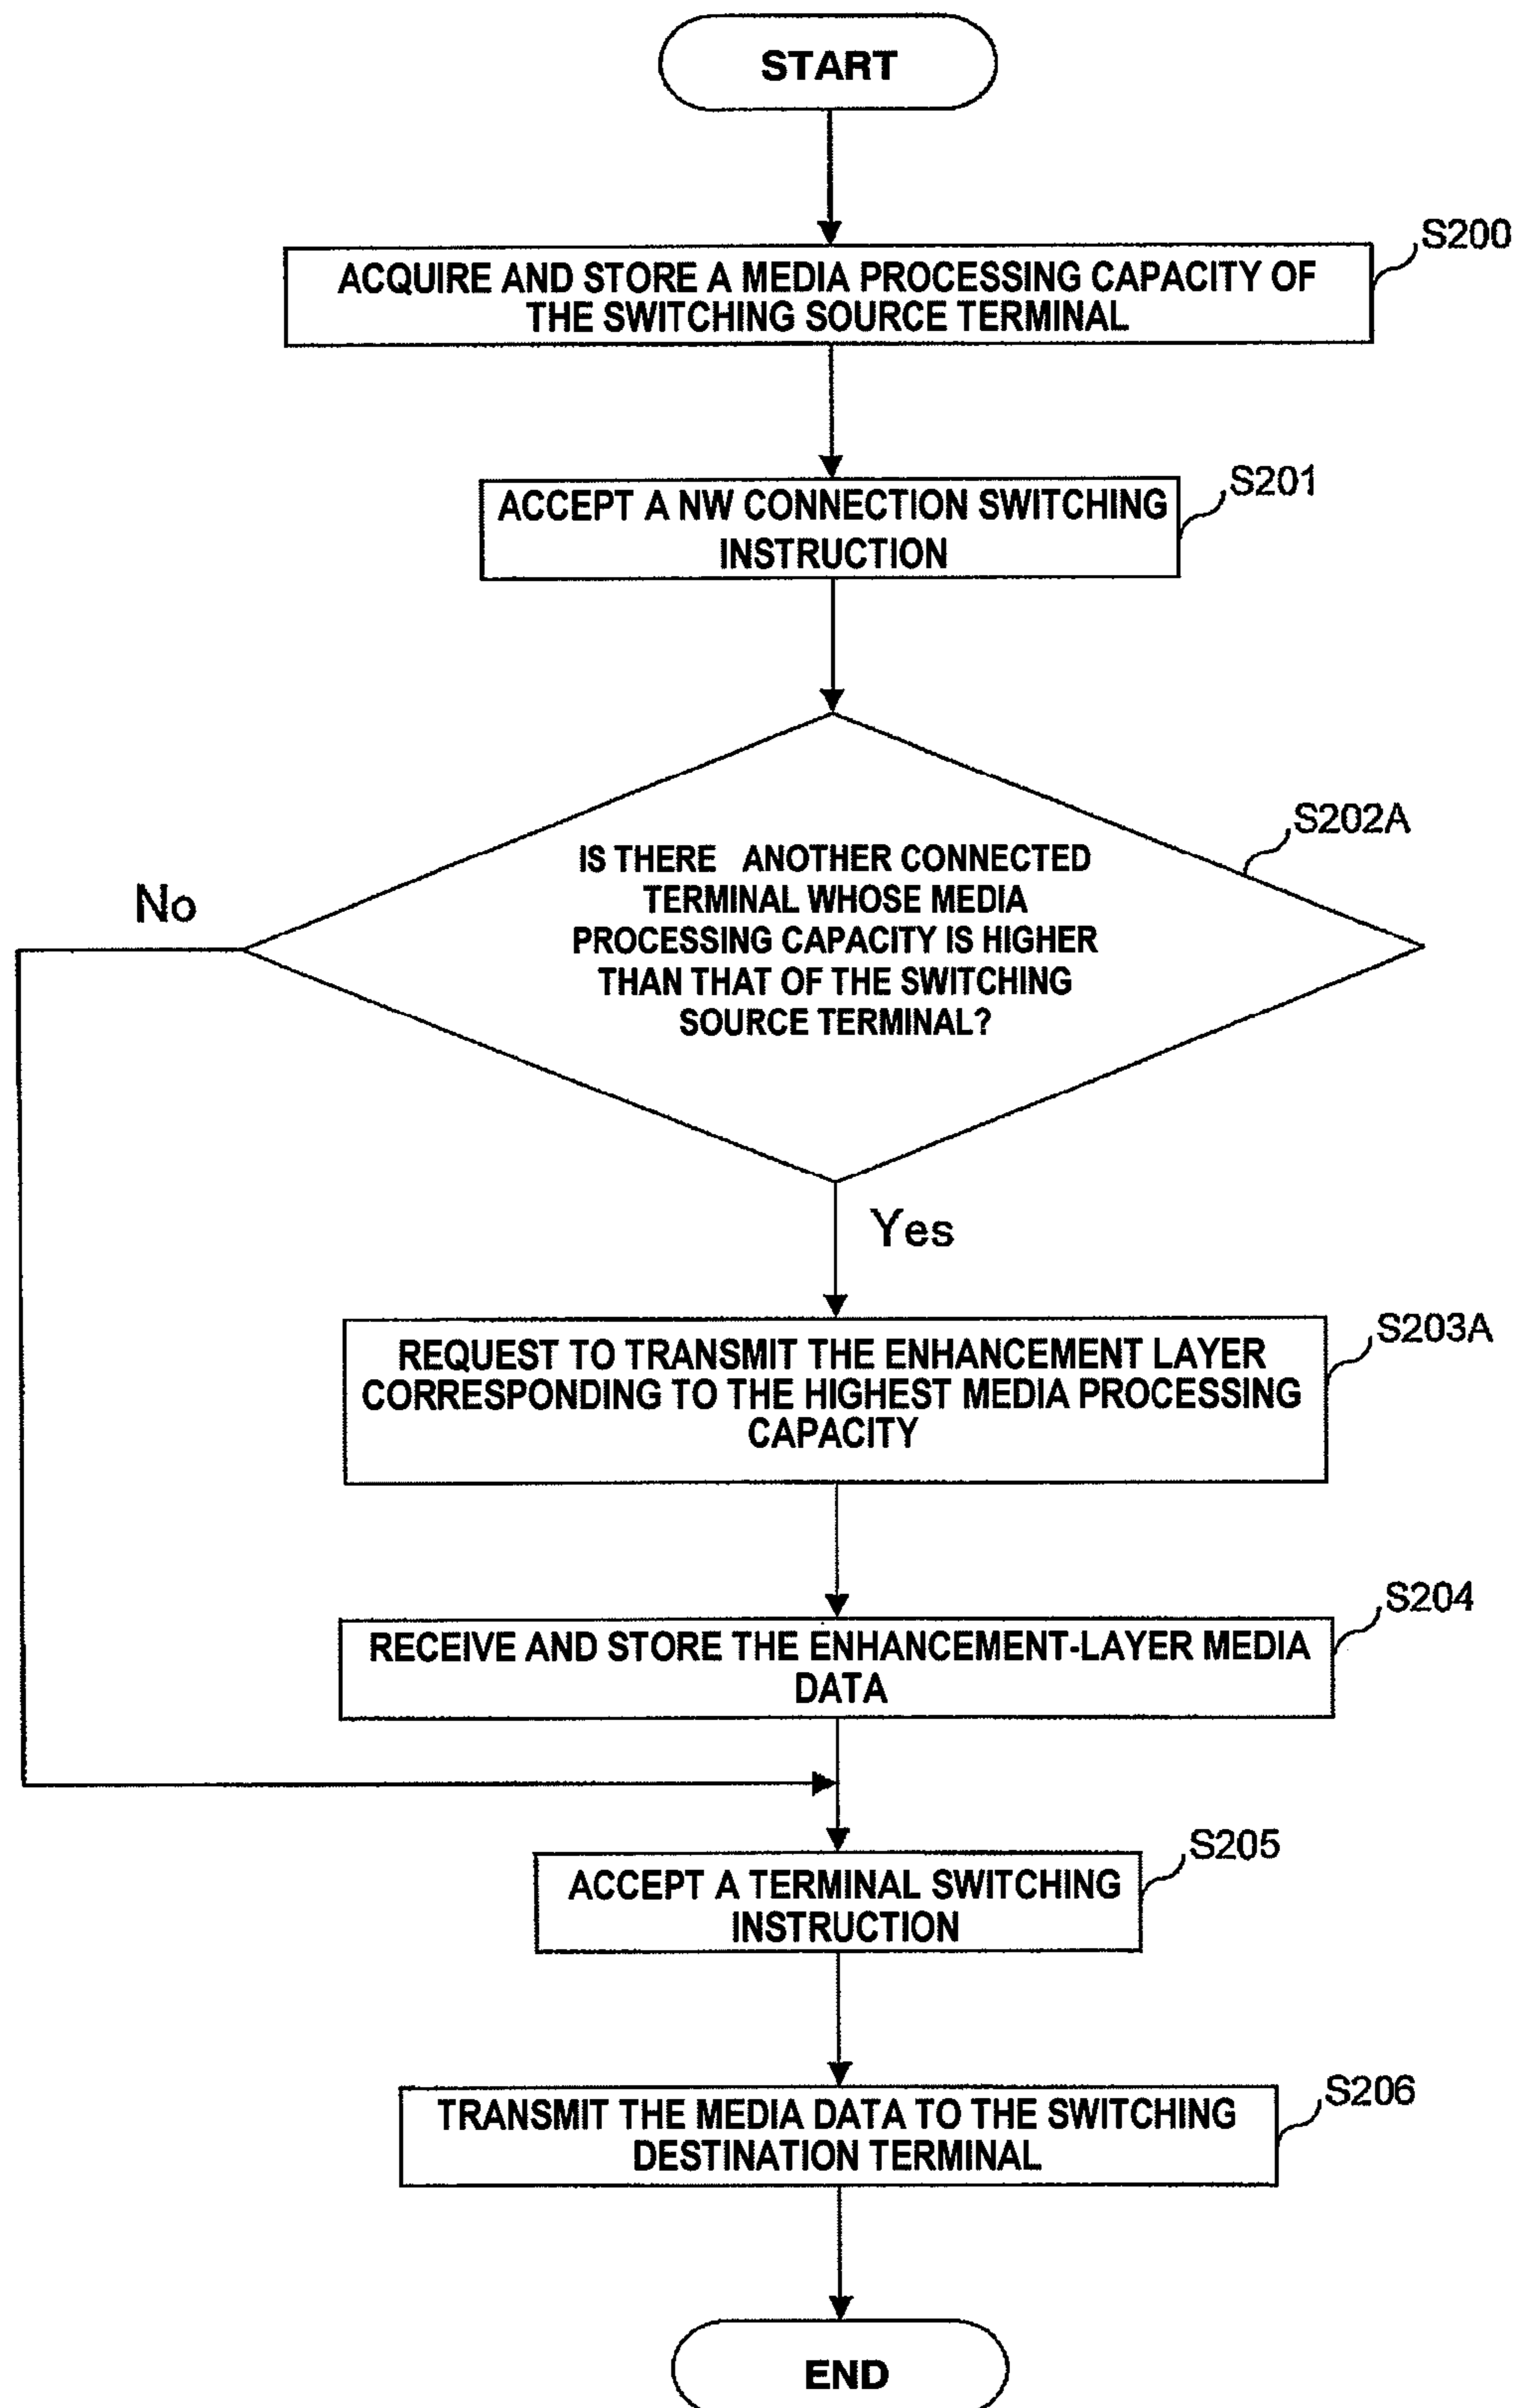 START
S200
ACQUIRE AND STORE A MEDIA PROCESSING CAPACITY OF
THE SWITCHING SOURCE TERMINAL
S201
ACCEPT A NW CONNECTION SWITCHING
INSTRUCTION
S202A
IS THERE ANOTHER CONNECTED
TERMINAL WHOSE MEDIA
PROCESSING CAPACITY IS HIGHER
THAN THAT OF THE SWITCHING
SOURCE TERMINAL?
No
Yes
S203A
REQUEST TO TRANSMIT THE ENHANCEMENT LAYER
CORRESPONDING TO THE HIGHEST MEDIA PROCESSING
CAPACITY
S204
RECEIVE AND STORE THE ENHANCEMENT-LAYER MEDIA
DATA
S205
ACCEPT A TERMINAL SWITCHING
INSTRUCTION
S206
TRANSMIT THE MEDIA DATA TO THE SWITCHING
DESTINATION TERMINAL
END